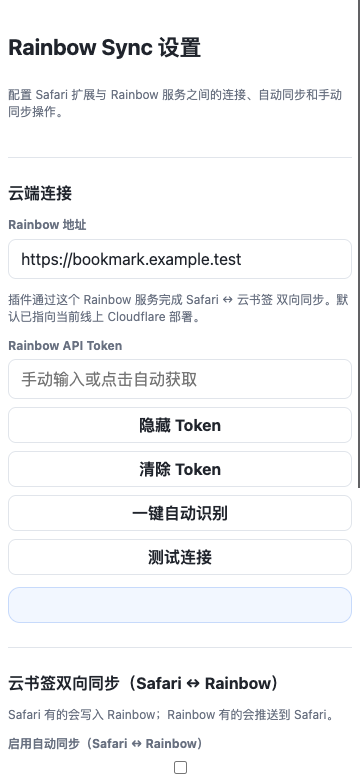 Rainbow Sync 设置
配置 Safari 扩展与 Rainbow 服务之间的连接、自动同步和手动
同步操作。
云端连接
Rainbow 地址
https://bookmark.example.test
插件通过这个 Rainbow 服务完成 Safari ↔ 云书签 双向同步。默
认已指向当前线上 Cloudflare 部署。
Rainbow API Token
手动输入或点击自动获取
隐藏 Token
清除 Token
一键自动识别
测试连接
云书签双向同步（Safari ↔ Rainbow）
Safari 有的会写入 Rainbow；Rainbow 有的会推送到 Safari。
启用自动同步（Safari ↔ Rainbow）